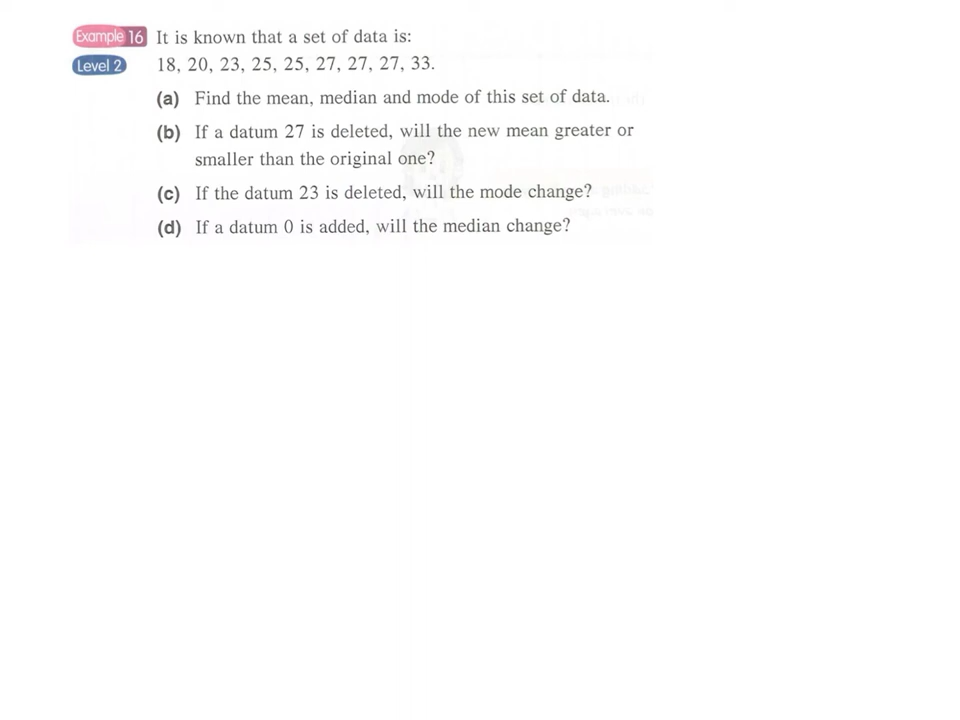 Example 16 It is known that a set of data is:
Level 2 18, 20, 23, 25, 25, 27, 27, 27, 33.
(a) Find the mean, median and mode of this set of data.
(b) If a datum 27 is deleted, will the new mean greater or
smaller than the original one?
(c) If the datum 23 is deleted, will the mode change?
(d) If a datum 0 is added, will the median change?